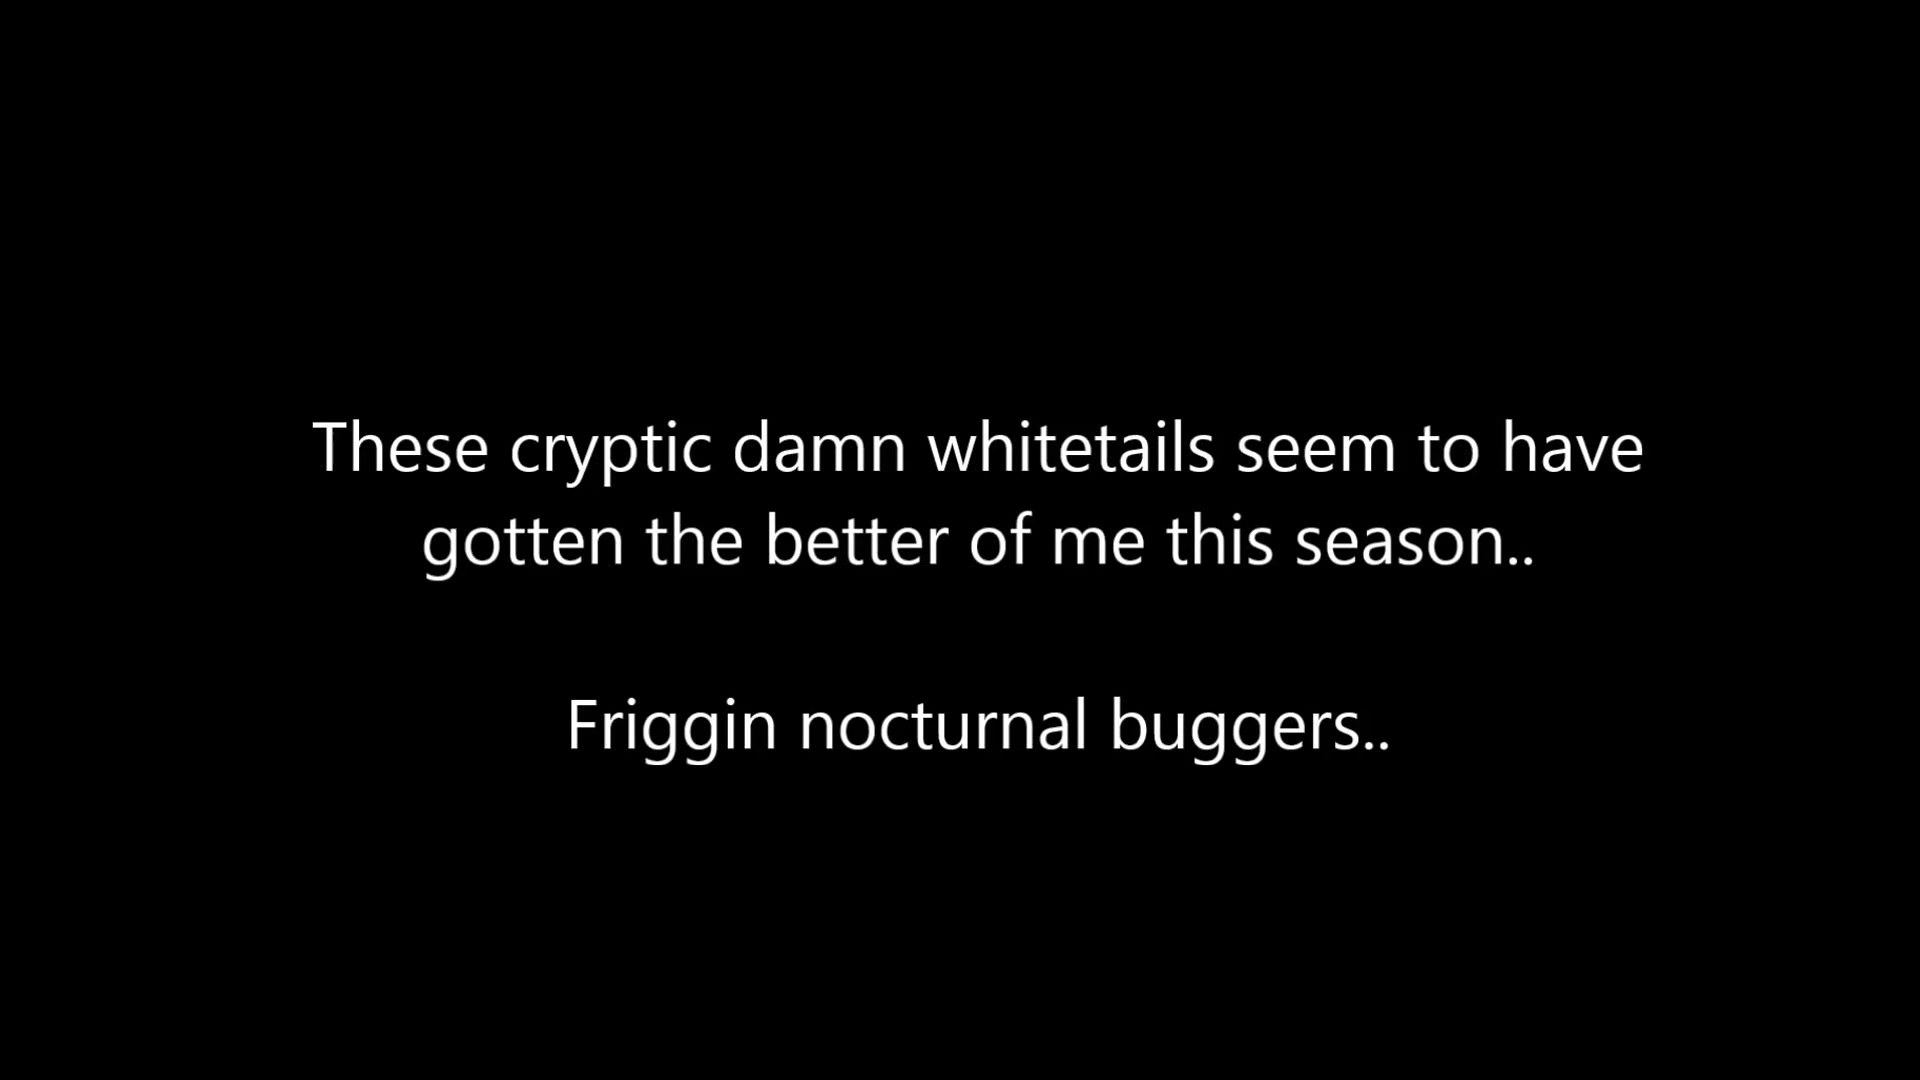 These cryptic damn whitetails seem to have
gotten the better of me this season..
Friggin nocturnal buggers..